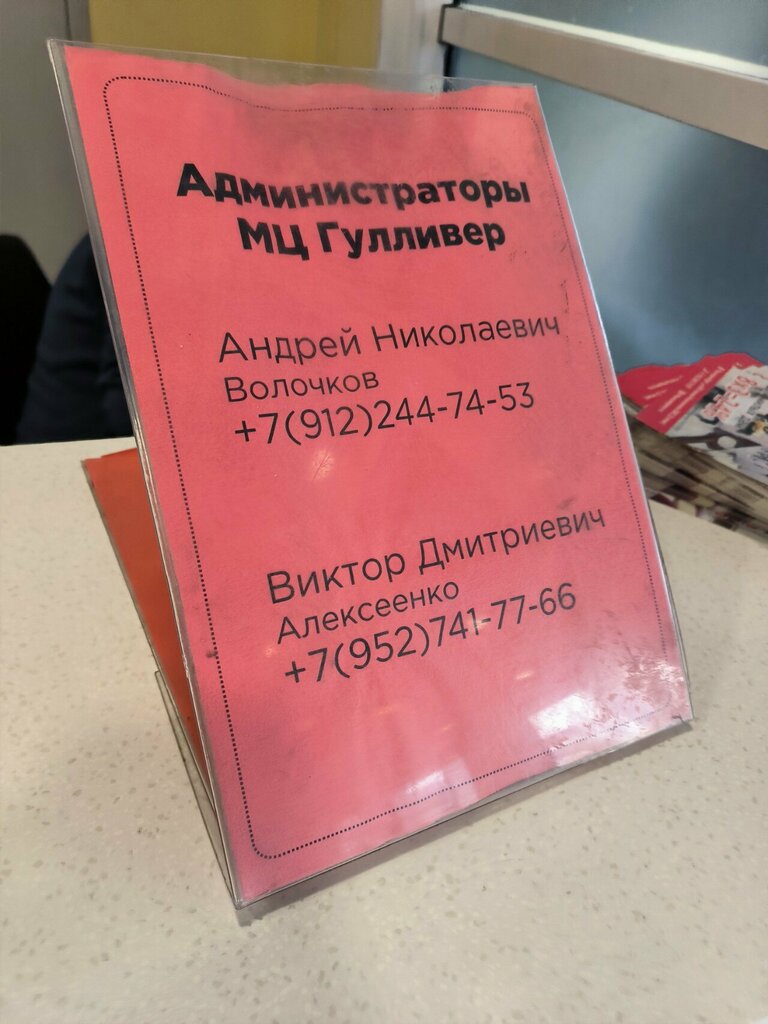 Администраторы
МЦ Гулливер
Андрей Николаевич
Волочков
+7(912)244-74-53
Виктор Дмитриевич
Алексеенко
+7(952)741-77-66